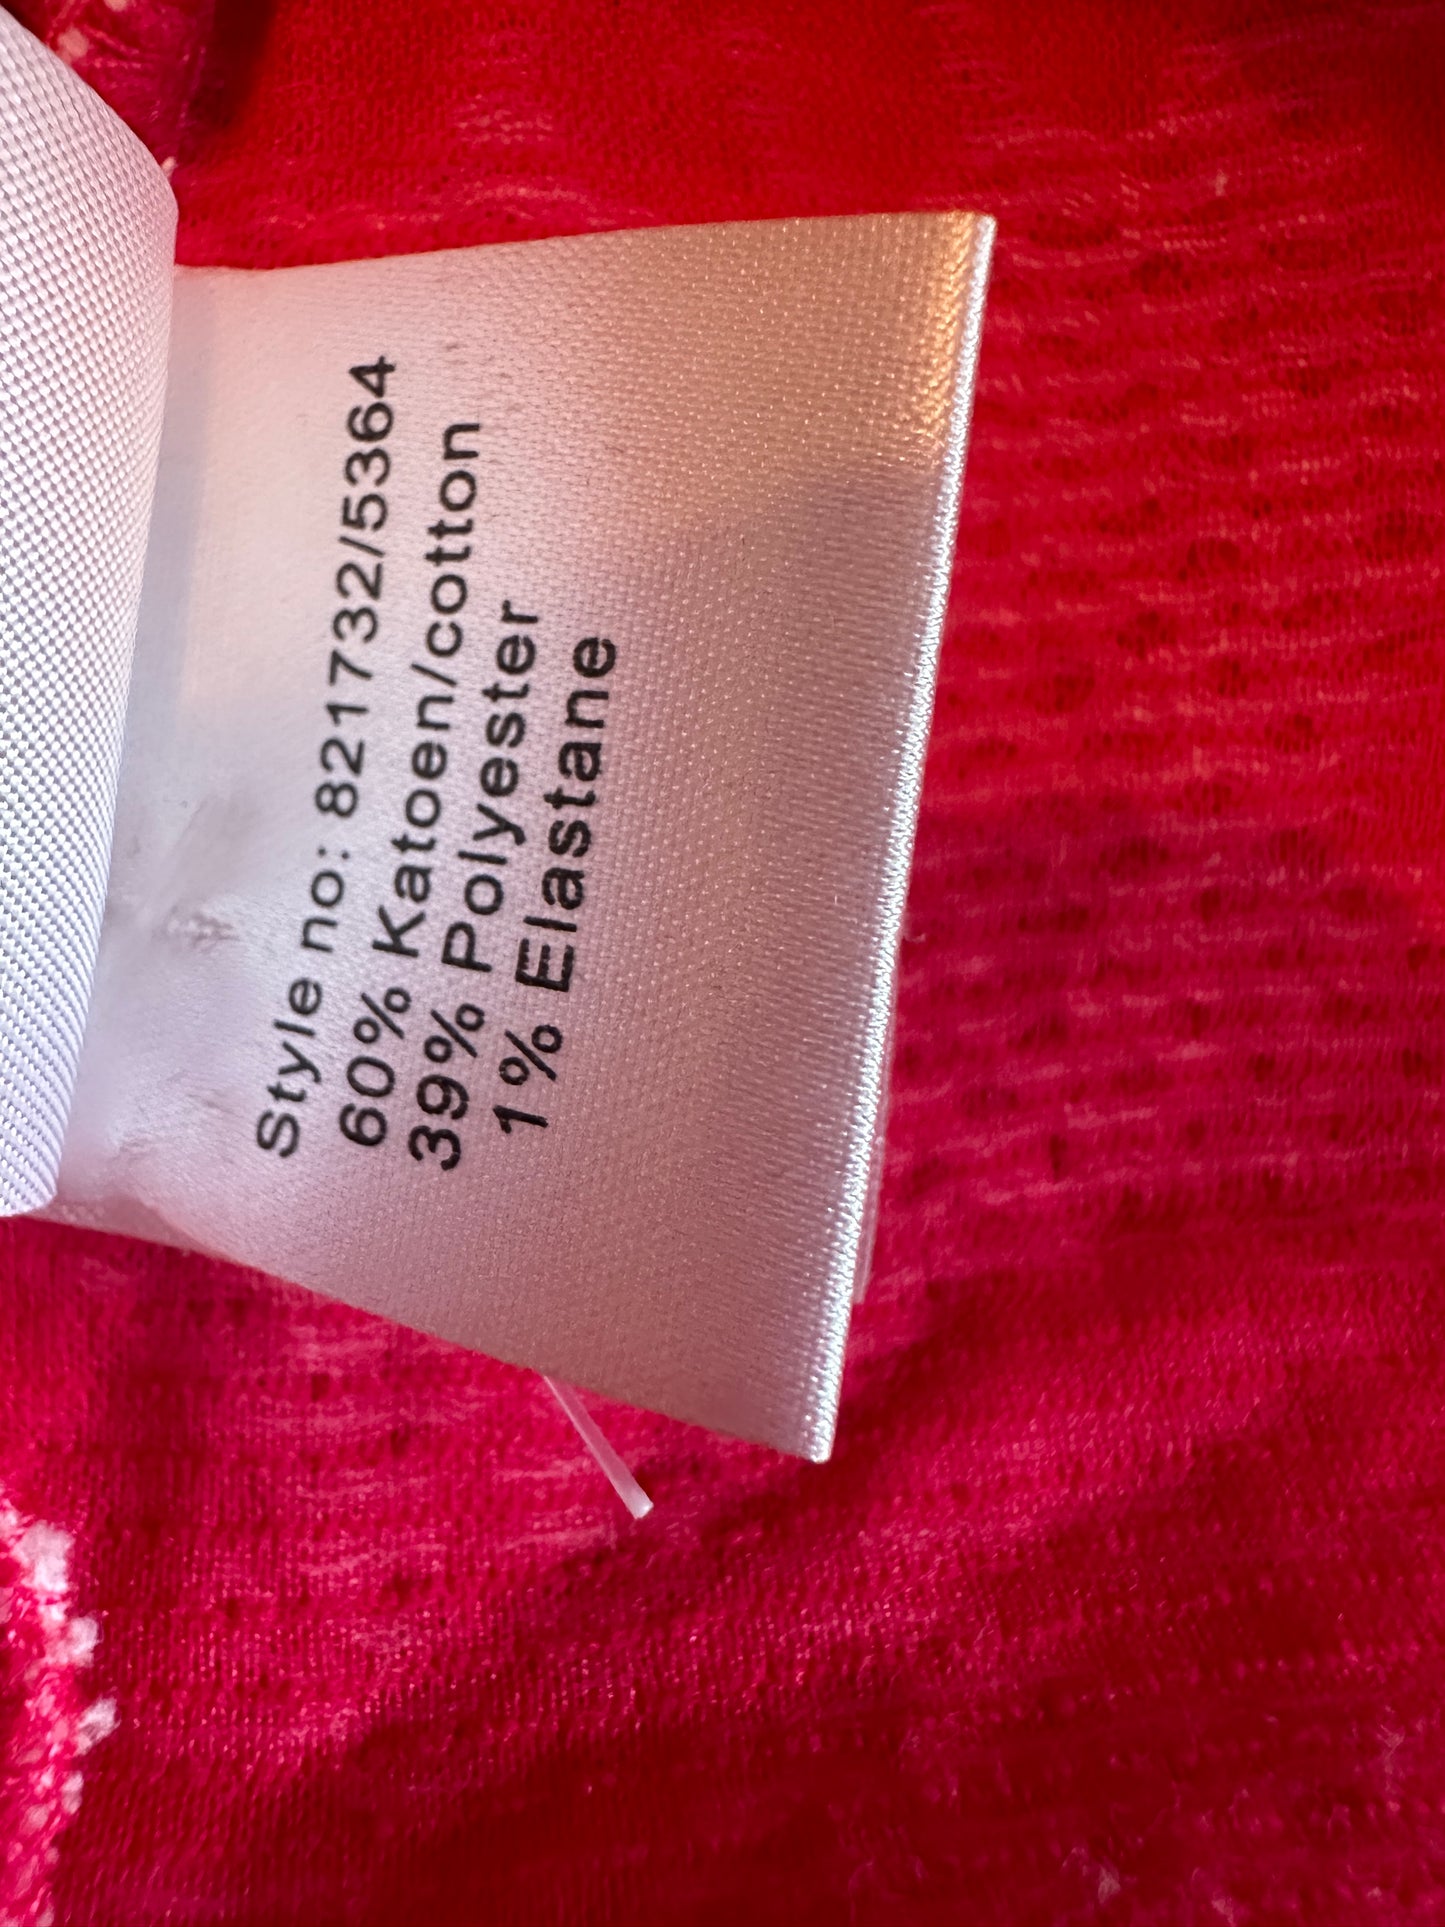 Style no: 821732/5364
60% Katoen/cotton
39% Polyester
1% Elastane